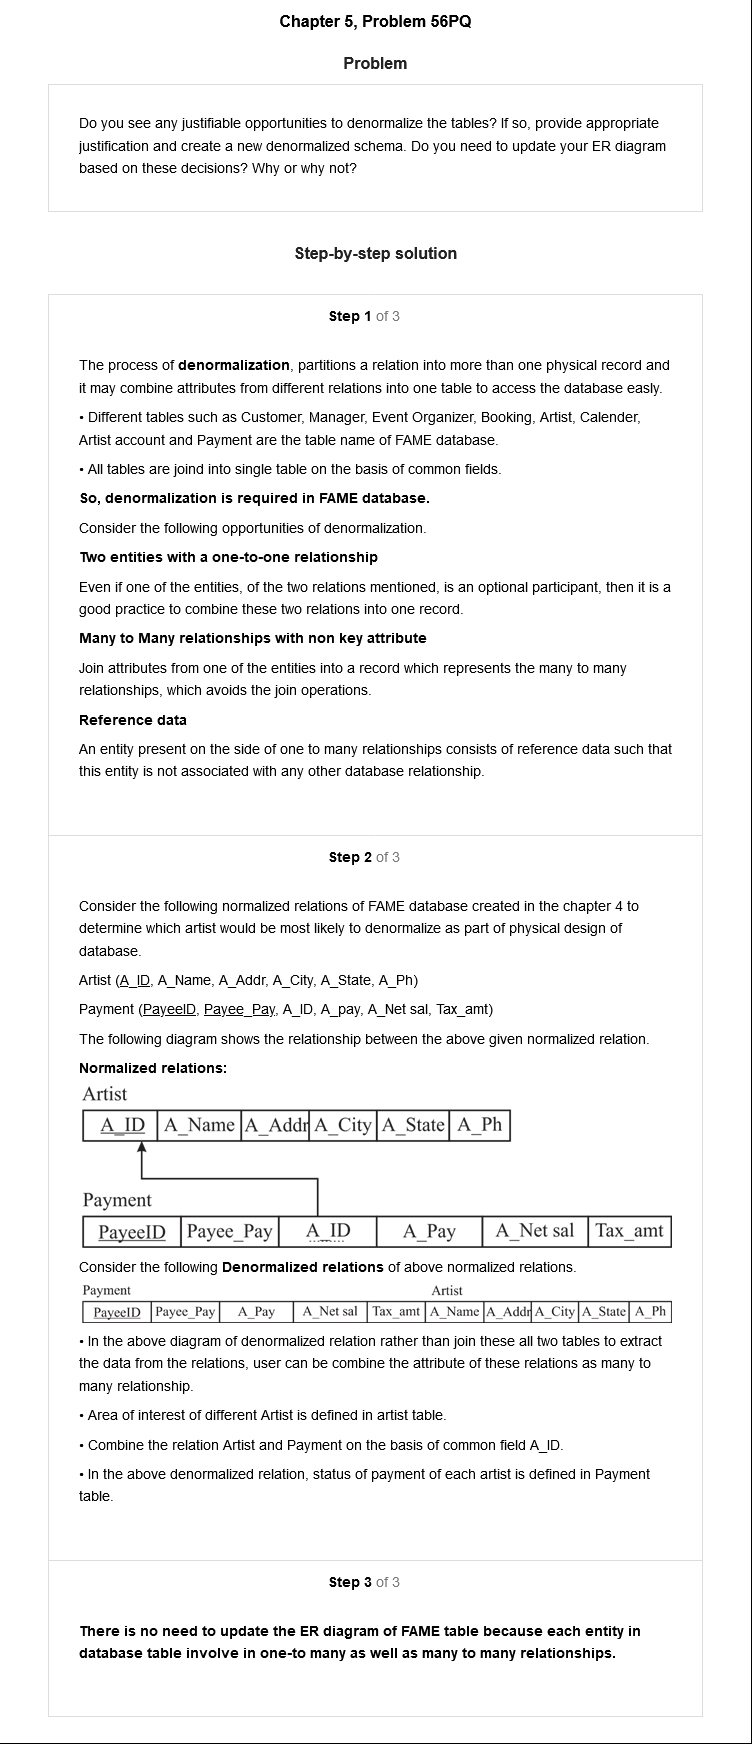 Chapter 5, Problem 56PQ
Problem
Do you see any justifiable opportunities to denormalize the tables? If so, provide appropriate
justification and create a new denormalized schema. Do you need to update your ER diagram
based on these decisions? Why or why not?
Step-by-step solution
Step 1 of 3
The process of denormalization, partitions a relation into more than one physical record and
it may combine attributes from different relations into one table to access the database easly.
• Different tables such as Customer, Manager, Event Organizer, Booking, Artist, Calender,
Artist account and Payment are the table name of FAME database.
• All tables are joind into single table on the basis of common fields.
So, denormalization is required in FAME database.
Consider the following opportunities of denormalization.
Two entities with a one-to-one relationship
Even if one of the entities, of the two relations mentioned, is an optional participant, then it is a
good practice to combine these two relations into one record.
Many to Many relationships with non key attribute
Join attributes from one of the entities into a record which represents the many to many
relationships, which avoids the join operations.
Reference data
An entity present on the side of one to many relationships consists of reference data such that
this entity is not associated with any other database relationship.
Step 2 of 3
Consider the following normalized relations of FAME database created in the chapter 4 to
determine which artist would be most likely to denormalize as part of physical design of
database.
Artist (A_ID, A_Name, A_Addr, A_City, A_State, A_Ph)
Payment (PayeeID, Payee_Pay, A_ID, A_pay, A_Net sal, Tax_amt)
The following diagram shows the relationship between the above given normalized relation.
Normalized relations:
Artist
A_ID A_Name A_Addr A_City A_State A_Ph
Payment
PayeeID Payee_Pay A_ID A_Pay A_Net sal Tax_amt
Consider the following Denormalized relations of above normalized relations.
Payment Artist
PayeeID Payee_Pay A_Pay A_Net sal Tax_amt A_Name A_Addr A_City A_State A_Ph
• In the above diagram of denormalized relation rather than join these all two tables to extract
the data from the relations, user can be combine the attribute of these relations as many to
many relationship.
• Area of interest of different Artist is defined in artist table.
• Combine the relation Artist and Payment on the basis of common field A_ID.
• In the above denormalized relation, status of payment of each artist is defined in Payment
table.
Step 3 of 3
There is no need to update the ER diagram of FAME table because each entity in
database table involve in one-to many as well as many to many relationships.